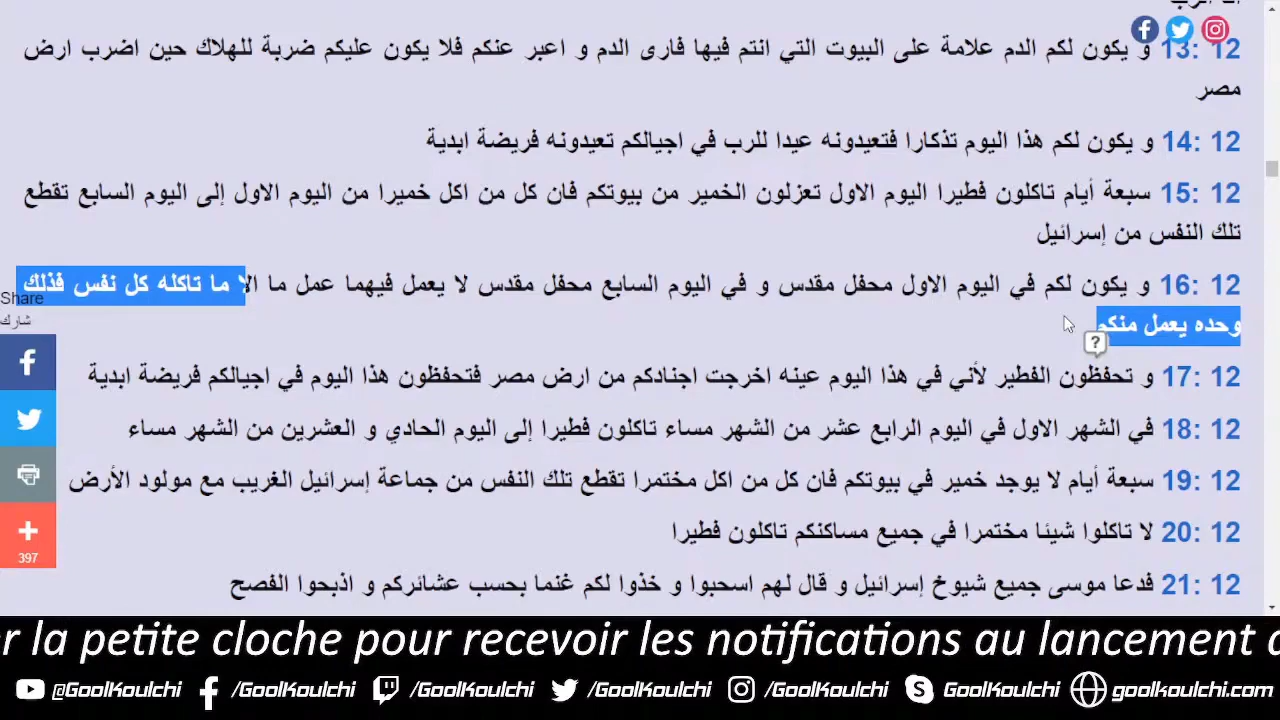 12 :13 و يكون لكم الدم علامة على البيوت التي انتم فيها فارى الدم و اعبر عنكم فلا يكون عليكم ضربة للهلاك حين اضرب ارض
مصر
12 :14 و يكون لكم هذا اليوم تذكارا فتعيدونه عيدا للرب في اجيالكم تعيدونه فريضة ابدية
12 :15 سبعة أيام تاكلون فطيرا اليوم الاول تعزلون الخمير من بيوتكم فان كل من اكل خميرا من اليوم الاول إلى اليوم السابع تقطع
تلك النفس من إسرائيل
12 :16 و يكون لكم في اليوم الاول محفل مقدس و في اليوم السابع محفل مقدس لا يعمل فيهما عمل ما الا ما تاكله كل نفس فذلك
وحده يعمل منكم
12 :17 و تحفظون الفطير لأني في هذا اليوم عينه اخرجت اجنادكم من ارض مصر فتحفظون هذا اليوم في اجيالكم فريضة ابدية
12 :18 في الشهر الاول في اليوم الرابع عشر من الشهر مساء تاكلون فطيرا إلى اليوم الحادي و العشرين من الشهر مساء
12 :19 سبعة أيام لا يوجد خمير في بيوتكم فان كل من اكل مختمرا تقطع تلك النفس من جماعة إسرائيل الغريب مع مولود الأرض
12 :20 لا تاكلوا شيئا مختمرا في جميع مساكنكم تاكلون فطيرا
12 :21 فدعا موسى جميع شيوخ إسرائيل و قال لهم اسحبوا و خذوا لكم غنما بحسب عشائركم و اذبحوا الفصح
Share
شارك
397
er la petite cloche pour recevoir les notifications au lancement
@GoolKoulchi /GoolKoulchi /GoolKoulchi /GoolKoulchi /GoolKoulchi GoolKoulchi goolkoulchi.com